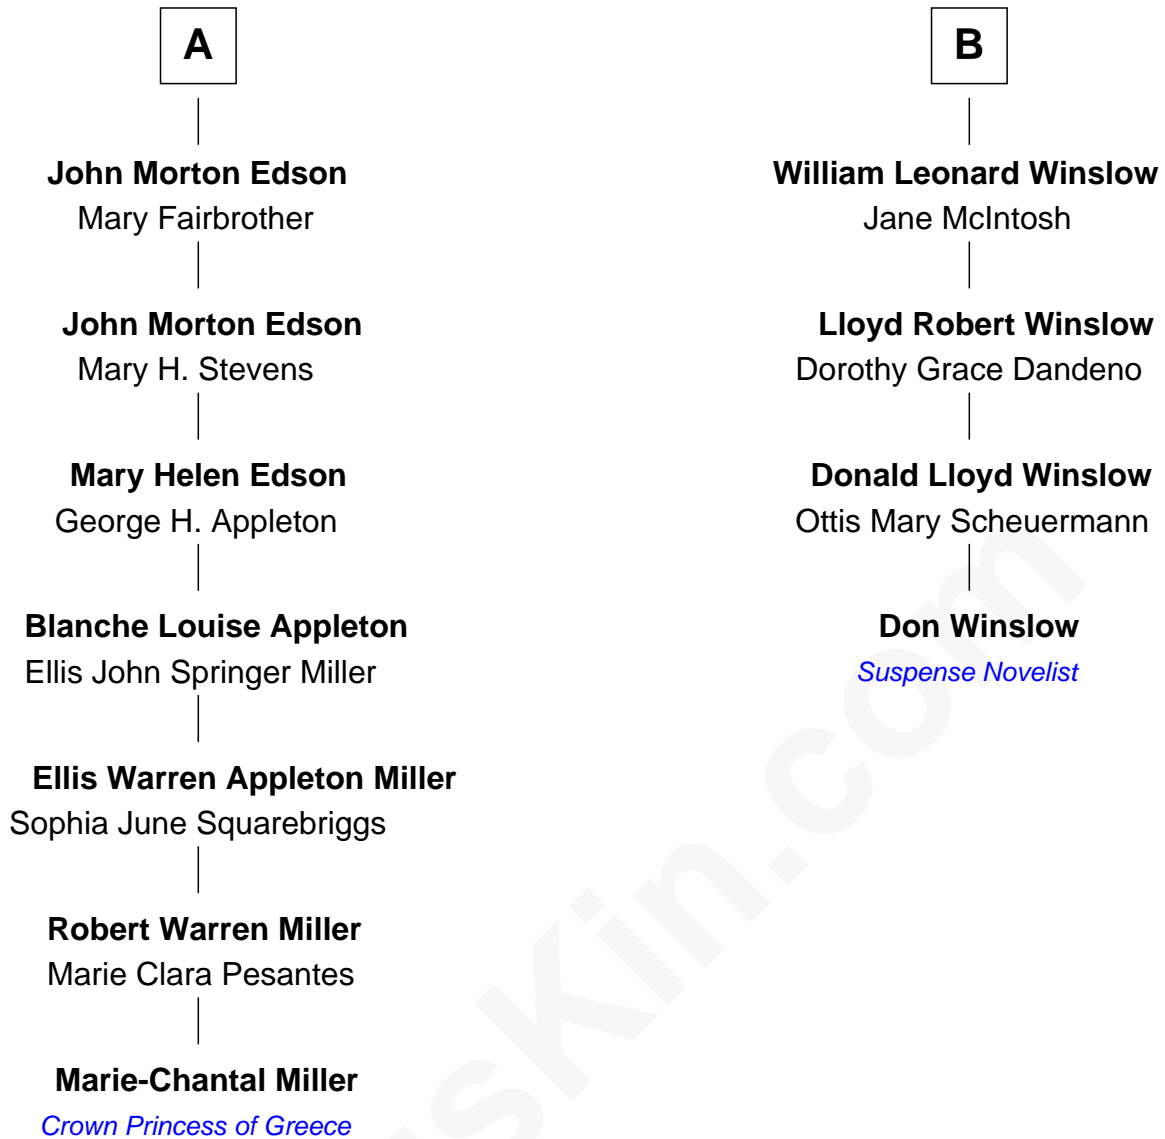 A
John Morton Edson
Mary Fairbrother
John Morton Edson
Mary H. Stevens
Mary Helen Edson
George H. Appleton
Blanche Louise Appleton
Ellis John Springer Miller
Ellis Warren Appleton Miller
Sophia June Squarebriggs
Robert Warren Miller
Marie Clara Pesantes
Marie-Chantal Miller
Crown Princess of Greece
B
William Leonard Winslow
Jane McIntosh
Lloyd Robert Winslow
Dorothy Grace Dandeno
Donald Lloyd Winslow
Ottis Mary Scheuermann
Don Winslow
Suspense Novelist
sKin.com